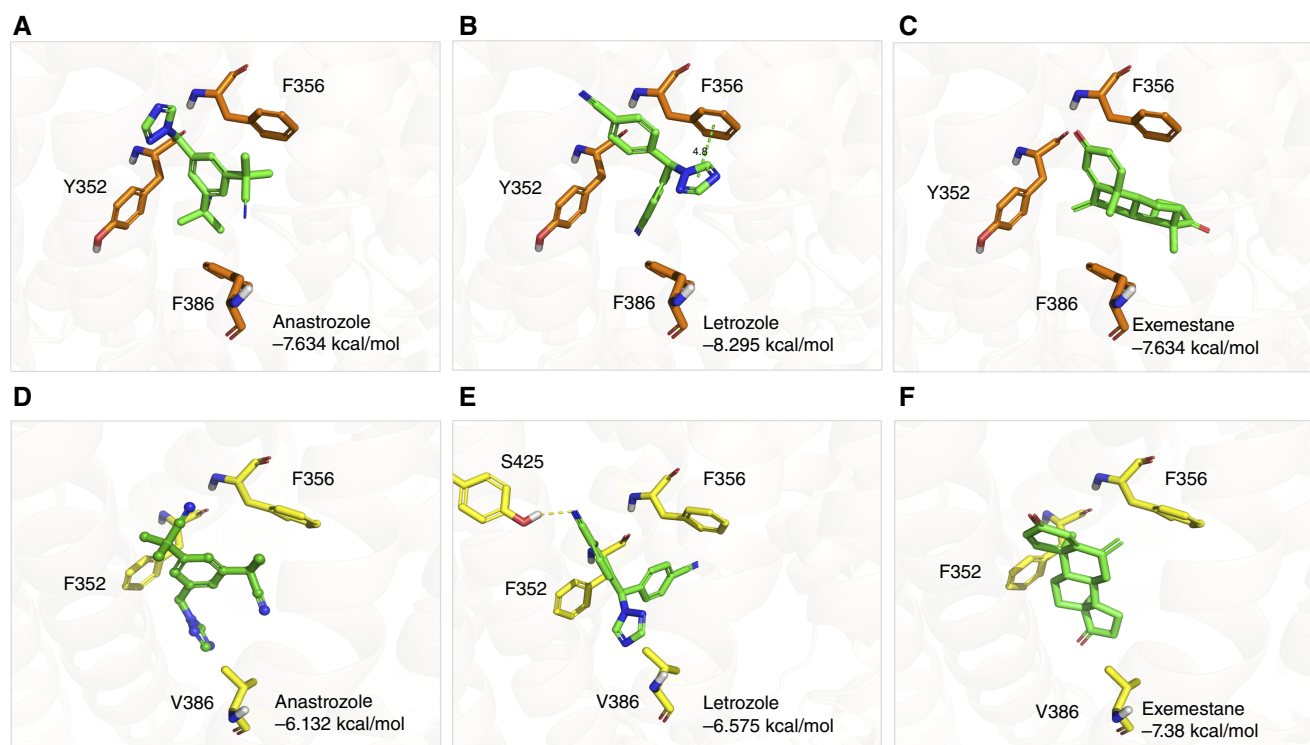 A
F356
Y352
F386
Anastrozole
–7.634 kcal/mol
B
F356
4.8
Y352
F386
Letrozole
–8.295 kcal/mol
C
F356
Y352
F386
Exemestane
–7.634 kcal/mol
D
F356
F352
V386
Anastrozole
–6.132 kcal/mol
E
S425
F356
F352
V386
Letrozole
–6.575 kcal/mol
F
F356
F352
V386
Exemestane
–7.38 kcal/mol